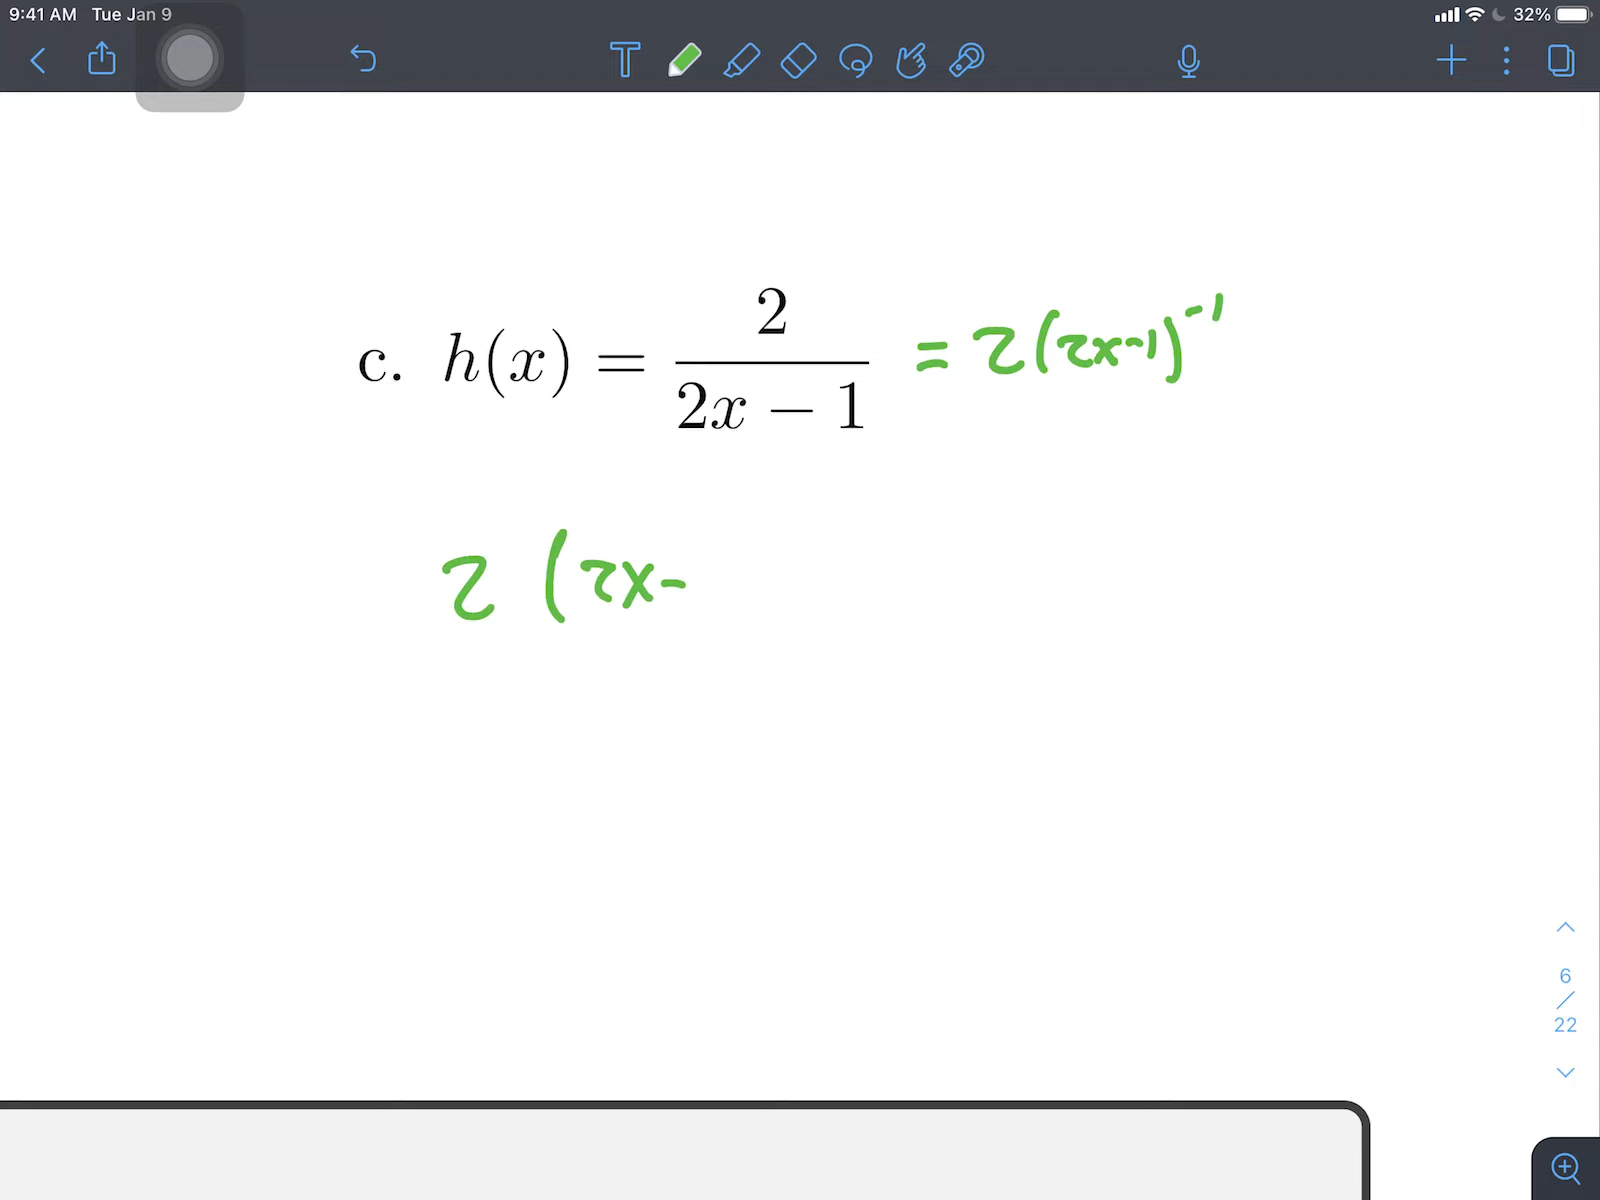 9:41 AM Tue Jan 9 32%
c. h(x) = 2 / (2x − 1) = 2(2x-1)^-1
2 (2x-
6
/
22